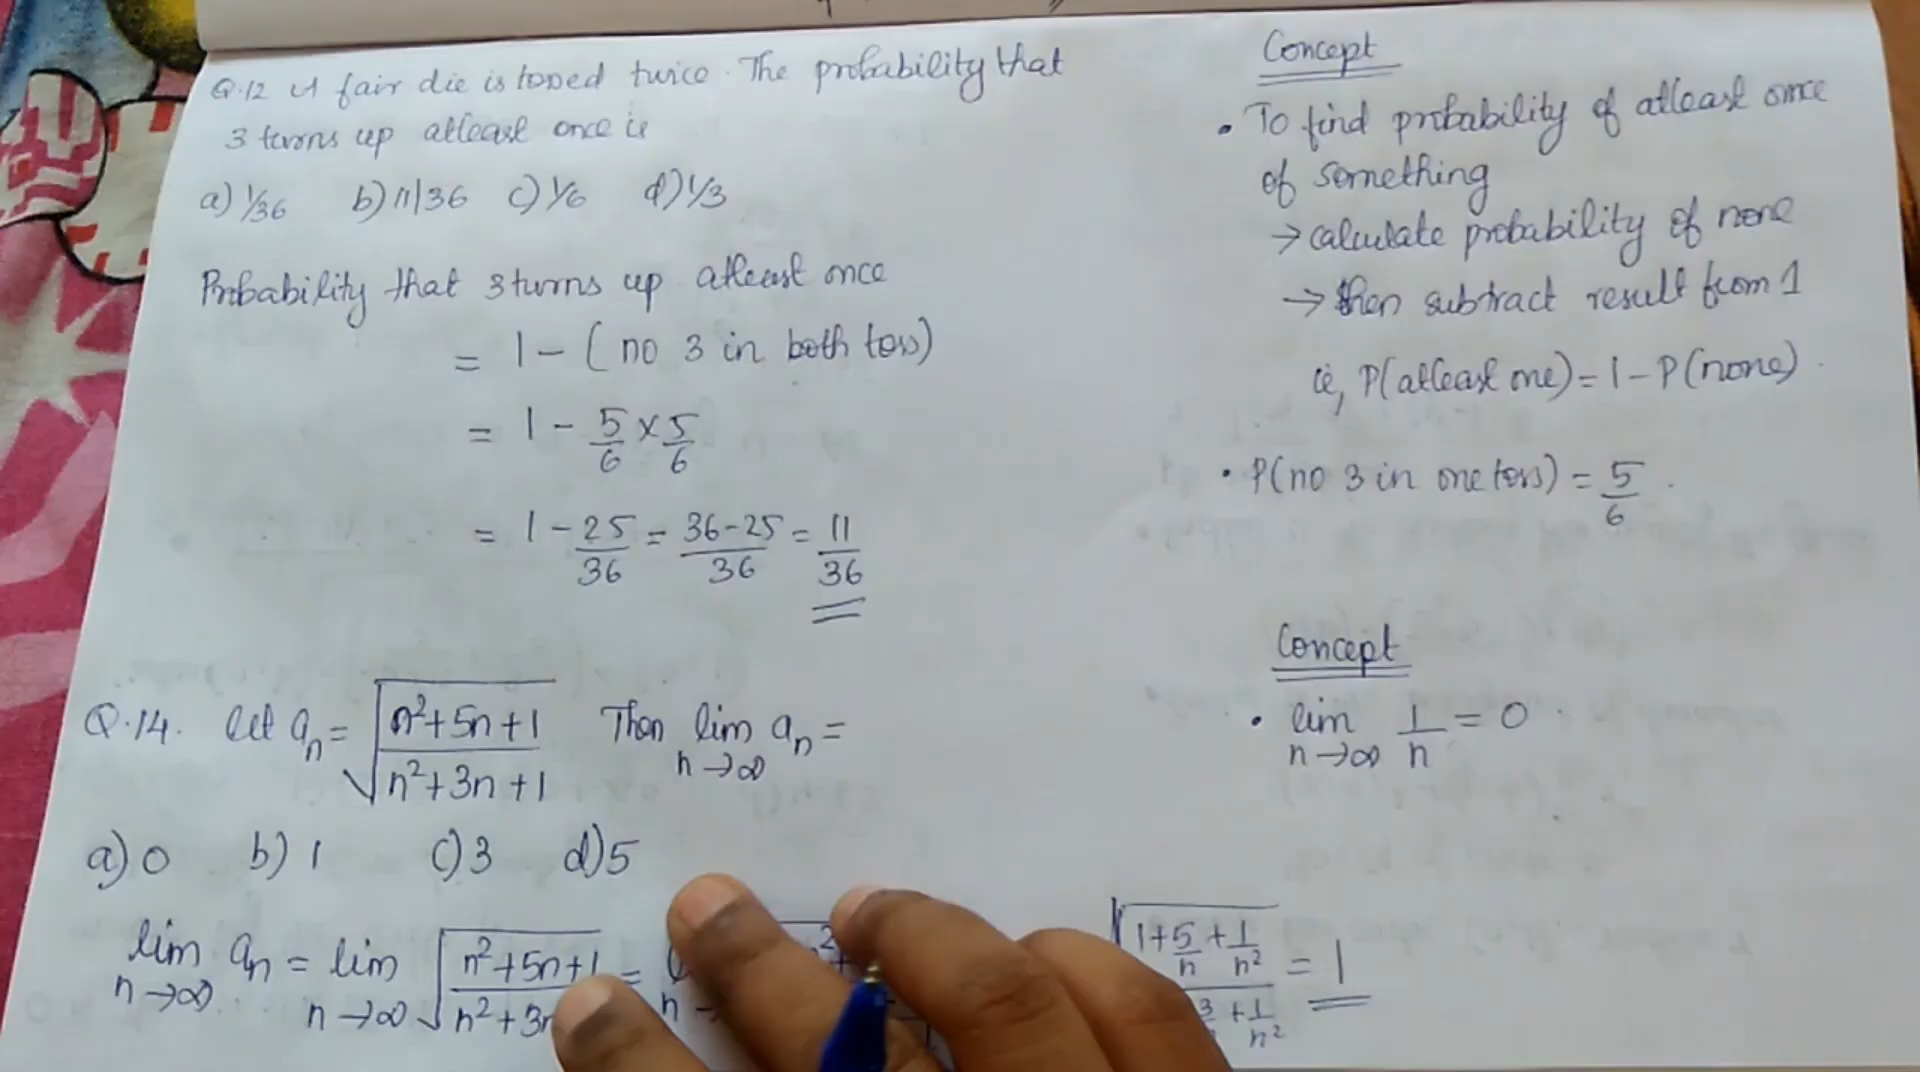 Q.12 A fair die is tossed twice. The probability that
3 turns up atleast once is
a) 1/36 b) 11/36 c) 1/6 d) 1/3
Probability that 3 turns up atleast once
= 1 - ( no 3 in both toss)
= 1 - 5/6 × 5/6
= 1 - 25/36 = 36-25/36 = 11/36
Q.14. Let aₙ = √(n²+5n+1 / n²+3n+1) Then lim n→∞ aₙ =
a) 0 b) 1 c) 3 d) 5
lim n→∞ aₙ = lim n→∞ √(n²+5n+1 / n²+3n =
1+5/n+1/n² / 3 +1/n² = 1
Concept
• To find probability of atleast once
of something
→ calculate probability of none
→ then subtract result from 1
ie, P(atleast one) = 1 - P(none).
• P(no 3 in one toss) = 5/6.
Concept
• lim n→∞ 1/n = 0